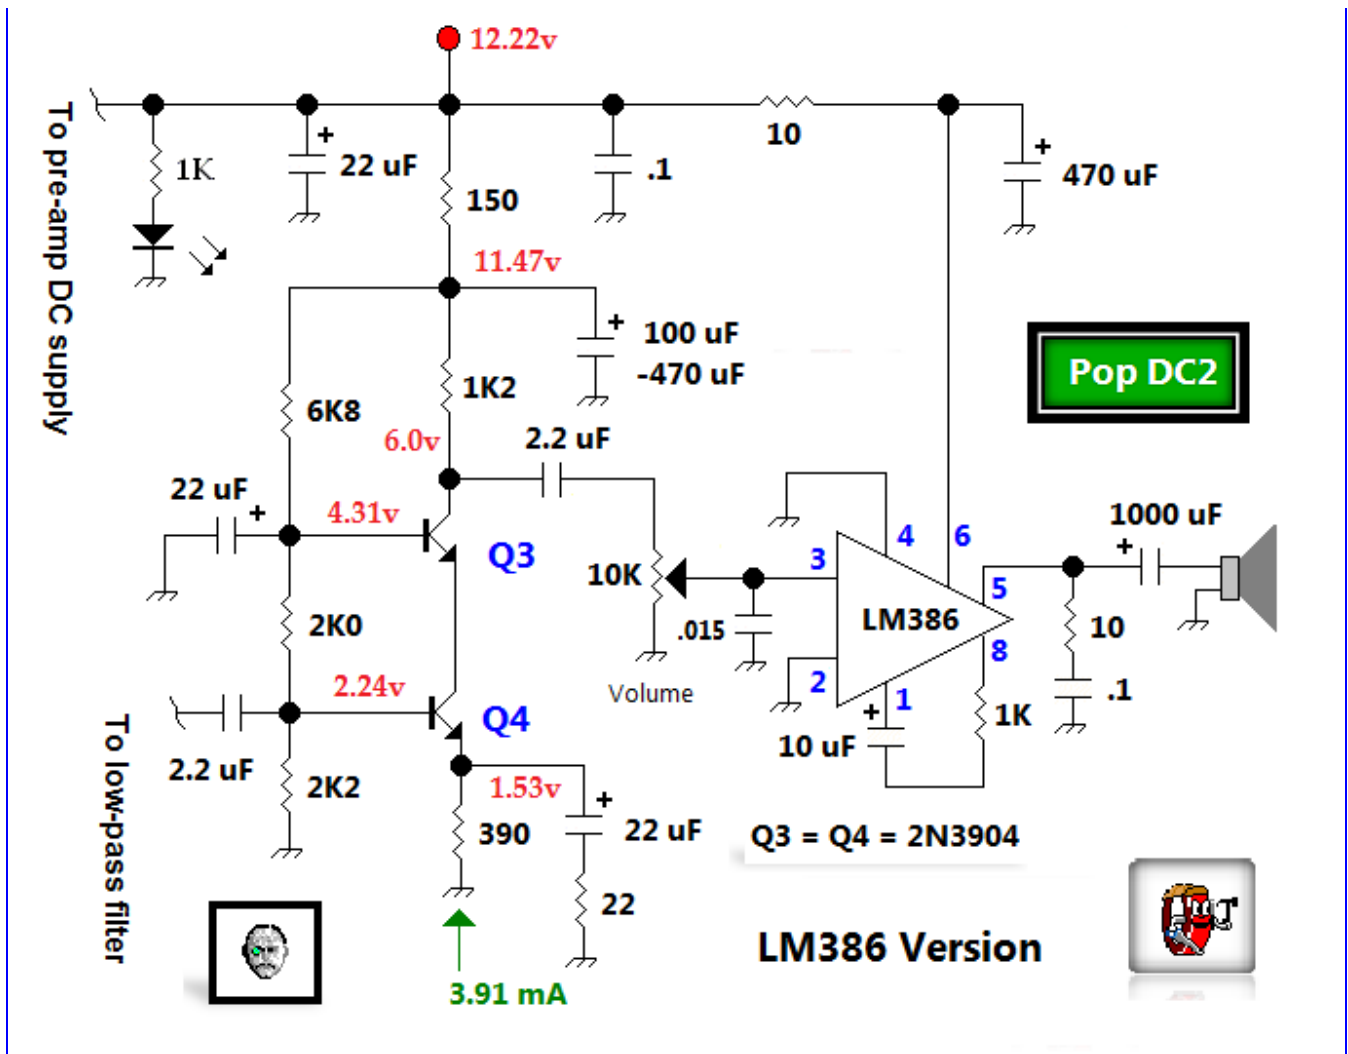 12.22v
To pre-amp DC supply
1K
22 uF
150
.1
10
470 uF
11.47v
100 uF
-470 uF
Pop DC2
6K8
1K2
6.0v
2.2 uF
22 uF
4.31v
Q3
10K
3
4
6
5
1000 uF
2K0
.015
LM386
10
2
1
8
Volume
2.24v
Q4
10 uF
1K
.1
To low-pass filter
2.2 uF
2K2
1.53v
390
22 uF
Q3 = Q4 = 2N3904
22
LM386 Version
3.91 mA